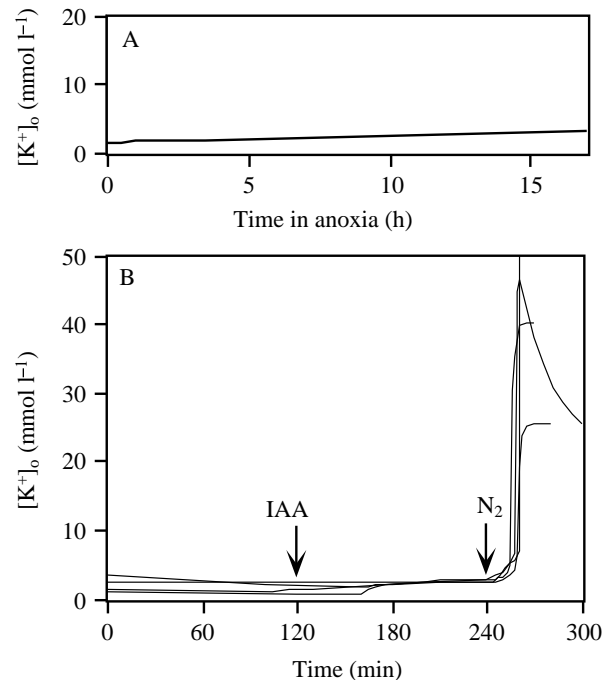 20
A
10
0
[K⁺]ₒ (mmol l⁻¹)
0 5 10 15
Time in anoxia (h)
50
B
40
30
20
10
0
[K⁺]ₒ (mmol l⁻¹)
IAA
N₂
0 60 120 180 240 300
Time (min)